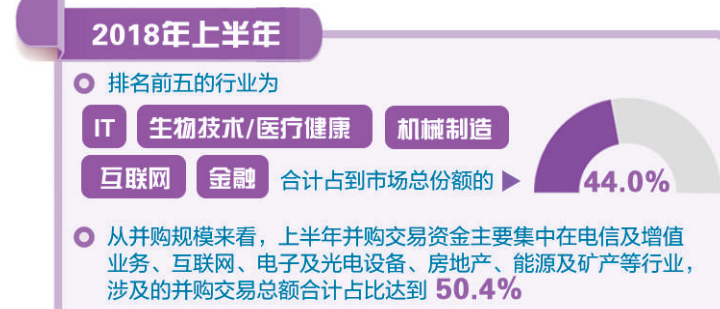 2018年上半年
排名前五的行业为
IT 生物技术/医疗健康 机械制造
互联网 金融 合计占到市场总份额的 44.0%
从并购规模来看，上半年并购交易资金主要集中在电信及增值
业务、互联网、电子及光电设备、房地产、能源及矿产等行业，
涉及的并购交易总额合计占比达到 50.4%